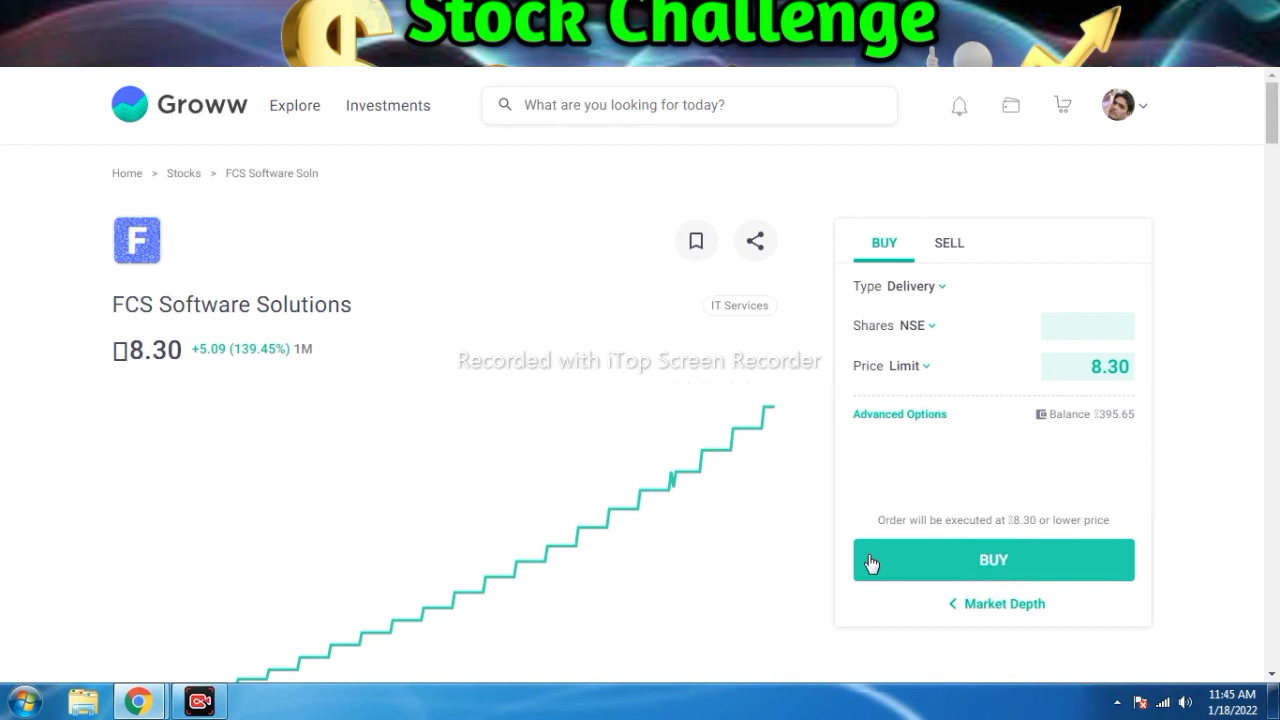 Stock Challenge
Groww Explore Investments What are you looking for today?
Home > Stocks > FCS Software Soln
F
BUY SELL
Type Delivery
FCS Software Solutions IT Services
Shares NSE
8.30 +5.09 (139.45%) 1M
Recorded with iTop Screen Recorder
Price Limit 8.30
Advanced Options Balance 395.65
Order will be executed at 8.30 or lower price
BUY
< Market Depth
11:45 AM
1/18/2022